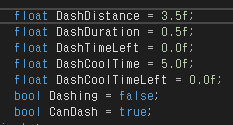 float DashDistance = 3.5f;
float DashDuration = 0.5f;
float DashTimeLeft = 0.0f;
float DashCoolTime = 5.0f;
float DashCoolTimeLeft = 0.0f;
bool Dashing = false;
bool CanDash = true;